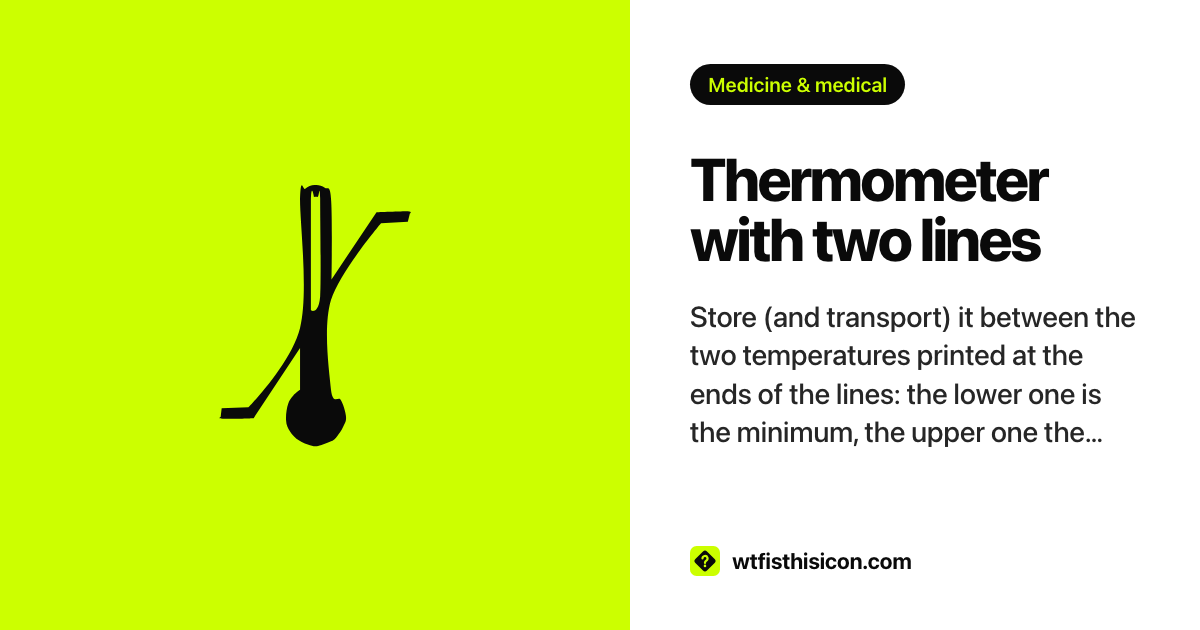 Medicine & medical
Thermometer
with two lines
Store (and transport) it between the
two temperatures printed at the
ends of the lines: the lower one is
the minimum, the upper one the...
?
wtfisthisicon.com